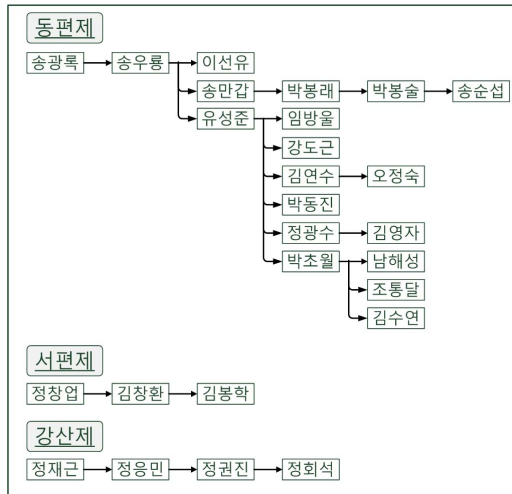 동편제
송광록 송우룡 이선유
송만갑 박봉래 박봉술 송순섭
유성준 임방울
강도근
김연수 오정숙
박동진
정광수 김영자
박초월 남해성
조통달
김수연
서편제
정창업 김창환 김봉학
강산제
정재근 정응민 정권진 정회석